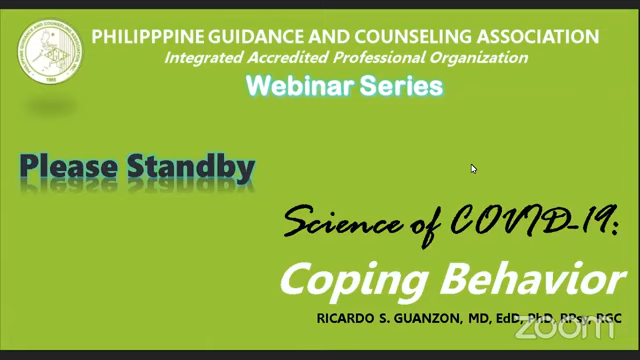 PHILIPPPINE GUIDANCE AND COUNSELING ASSOCIATION
Integrated Accredited Professional Organization
Webinar Series
Please Standby
Science of COVID-19:
Coping Behavior
RICARDO S. GUANZON, MD, EdD, PhD, RPsy, RGC
zoom